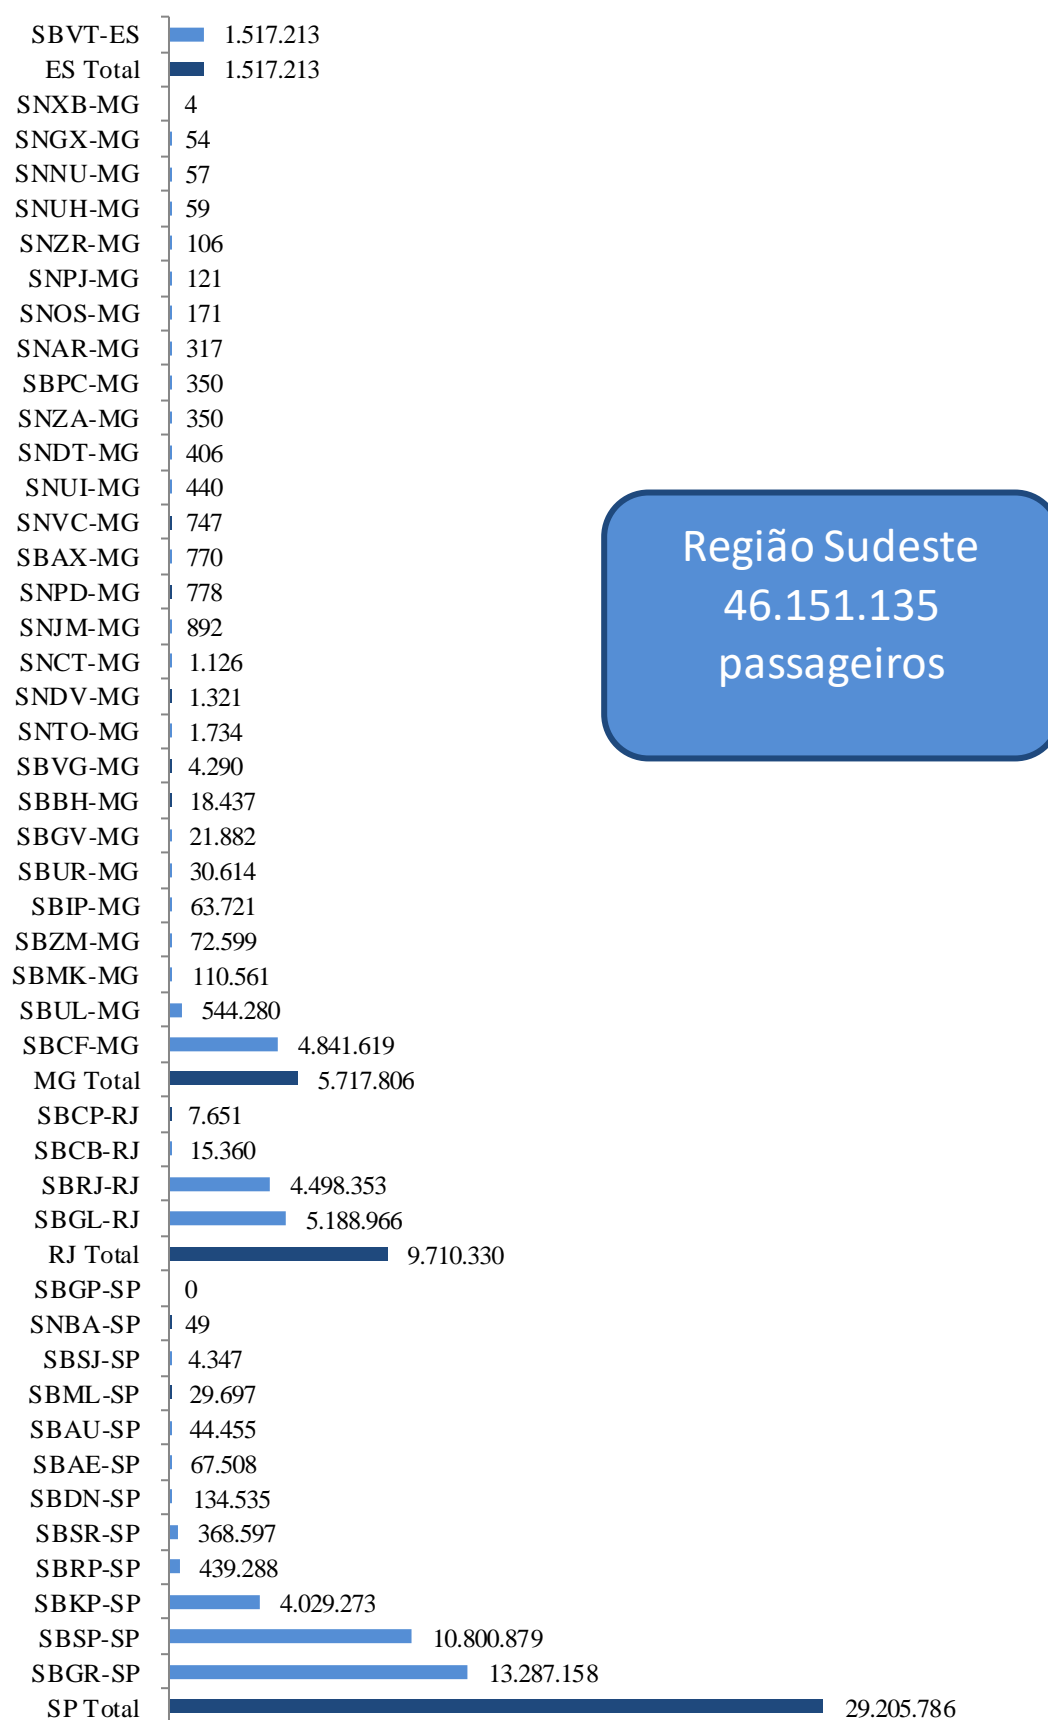 SBVT-ES 1.517.213
ES Total 1.517.213
SNXB-MG 4
SNGX-MG 54
SNNU-MG 57
SNUH-MG 59
SNZR-MG 106
SNPJ-MG 121
SNOS-MG 171
SNAR-MG 317
SBPC-MG 350
SNZA-MG 350
SNDT-MG 406
SNUI-MG 440
SNVC-MG 747
SBAX-MG 770
SNPD-MG 778
SNJM-MG 892
SNCT-MG 1.126
SNDV-MG 1.321
SNTO-MG 1.734
SBVG-MG 4.290
SBBH-MG 18.437
SBGV-MG 21.882
SBUR-MG 30.614
SBIP-MG 63.721
SBZM-MG 72.599
SBMK-MG 110.561
SBUL-MG 544.280
SBCF-MG 4.841.619
MG Total 5.717.806
SBCP-RJ 7.651
SBCB-RJ 15.360
SBRJ-RJ 4.498.353
SBGL-RJ 5.188.966
RJ Total 9.710.330
SBGP-SP 0
SNBA-SP 49
SBSJ-SP 4.347
SBML-SP 29.697
SBAU-SP 44.455
SBAE-SP 67.508
SBDN-SP 134.535
SBSR-SP 368.597
SBRP-SP 439.288
SBKP-SP 4.029.273
SBSP-SP 10.800.879
SBGR-SP 13.287.158
SP Total 29.205.786
Região Sudeste
46.151.135
passageiros